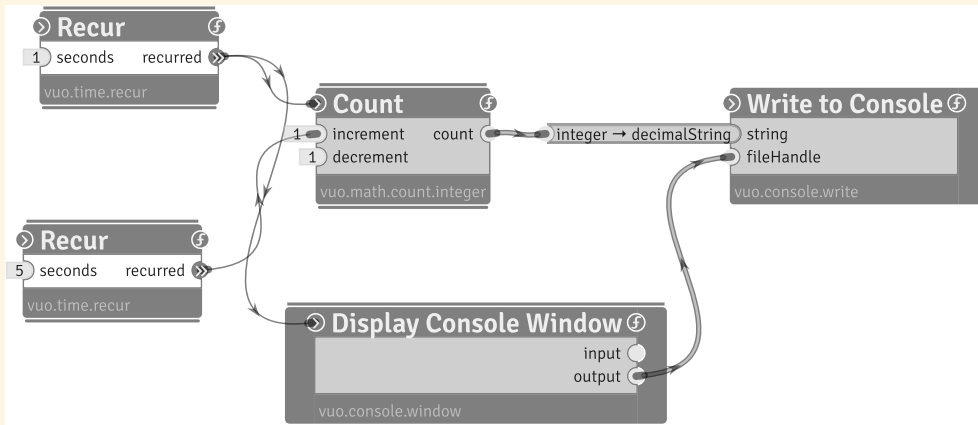 Recur
1 seconds recurred
vuo.time.recur
Count
1 increment count
1 decrement
vuo.math.count.integer
integer → decimalString
Write to Console
string
fileHandle
vuo.console.write
Recur
5 seconds recurred
vuo.time.recur
Display Console Window
input
output
vuo.console.window